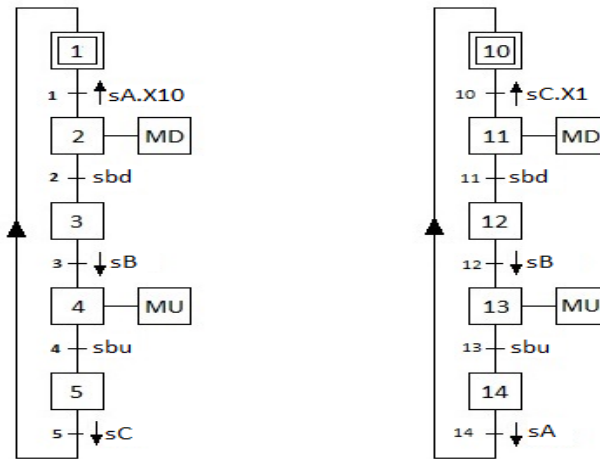 1
1 ↑sA.X10
2 MD
2 sbd
3
3 ↓sB
4 MU
4 sbu
5
5 ↓sC
10
10 ↑sC.X1
11 MD
11 sbd
12
12 ↓sB
13 MU
13 sbu
14
14 ↓sA